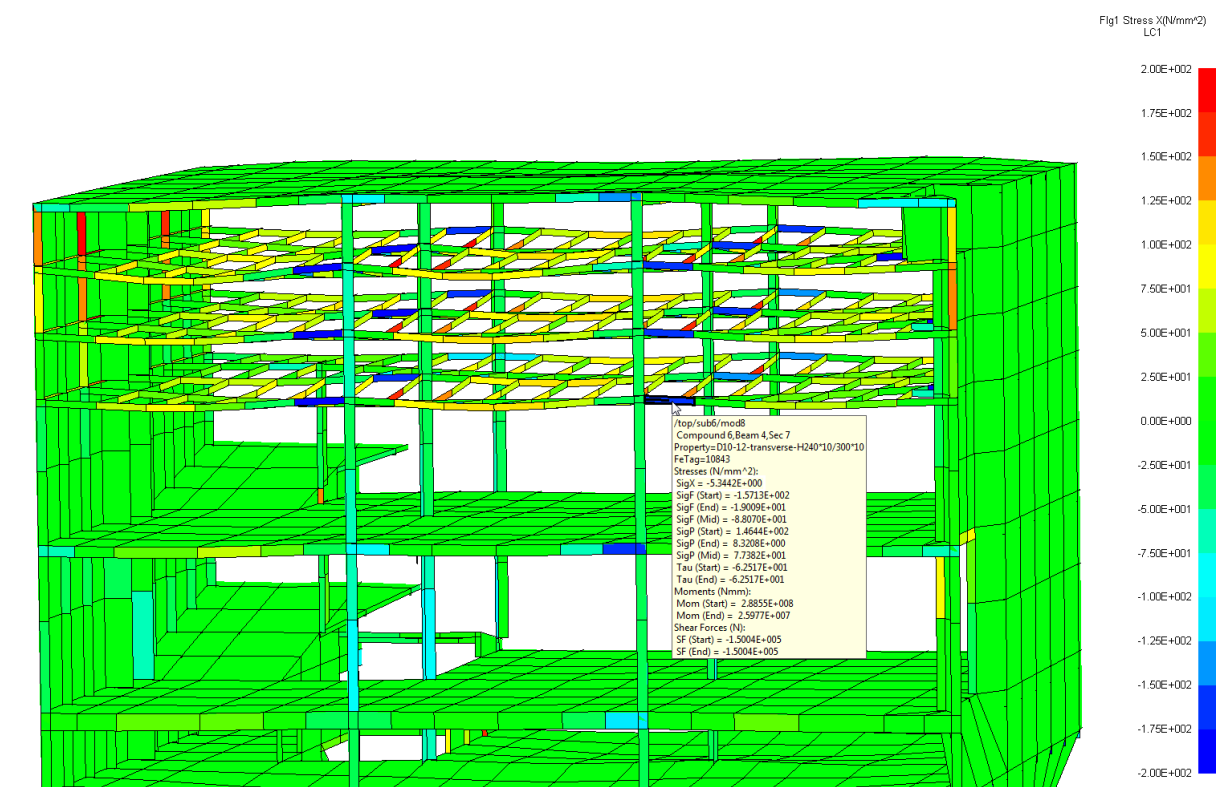 Flg1 Stress X(N/mm^2)
LC1
2.00E+002
1.75E+002
1.50E+002
1.25E+002
1.00E+002
7.50E+001
5.00E+001
2.50E+001
0.00E+000
-2.50E+001
-5.00E+001
-7.50E+001
-1.00E+002
-1.25E+002
-1.50E+002
-1.75E+002
-2.00E+002
/top/sub6/mod8
Compound 6,Beam 4,Sec 7
Property=D10-12-transverse-H240*10/300*10
FeTag=10843
Stresses (N/mm^2):
SigX = -5.3442E+000
SigF (Start) = -1.5713E+002
SigF (End) = -1.9009E+001
SigF (Mid) = -8.8070E+001
SigP (Start) = 1.4644E+002
SigP (End) = 8.3208E+000
SigP (Mid) = 7.7382E+001
Tau (Start) = -6.2517E+001
Tau (End) = -6.2517E+001
Moments (Nmm):
Mom (Start) = 2.8855E+008
Mom (End) = 2.5977E+007
Shear Forces (N):
SF (Start) = -1.5004E+005
SF (End) = -1.5004E+005